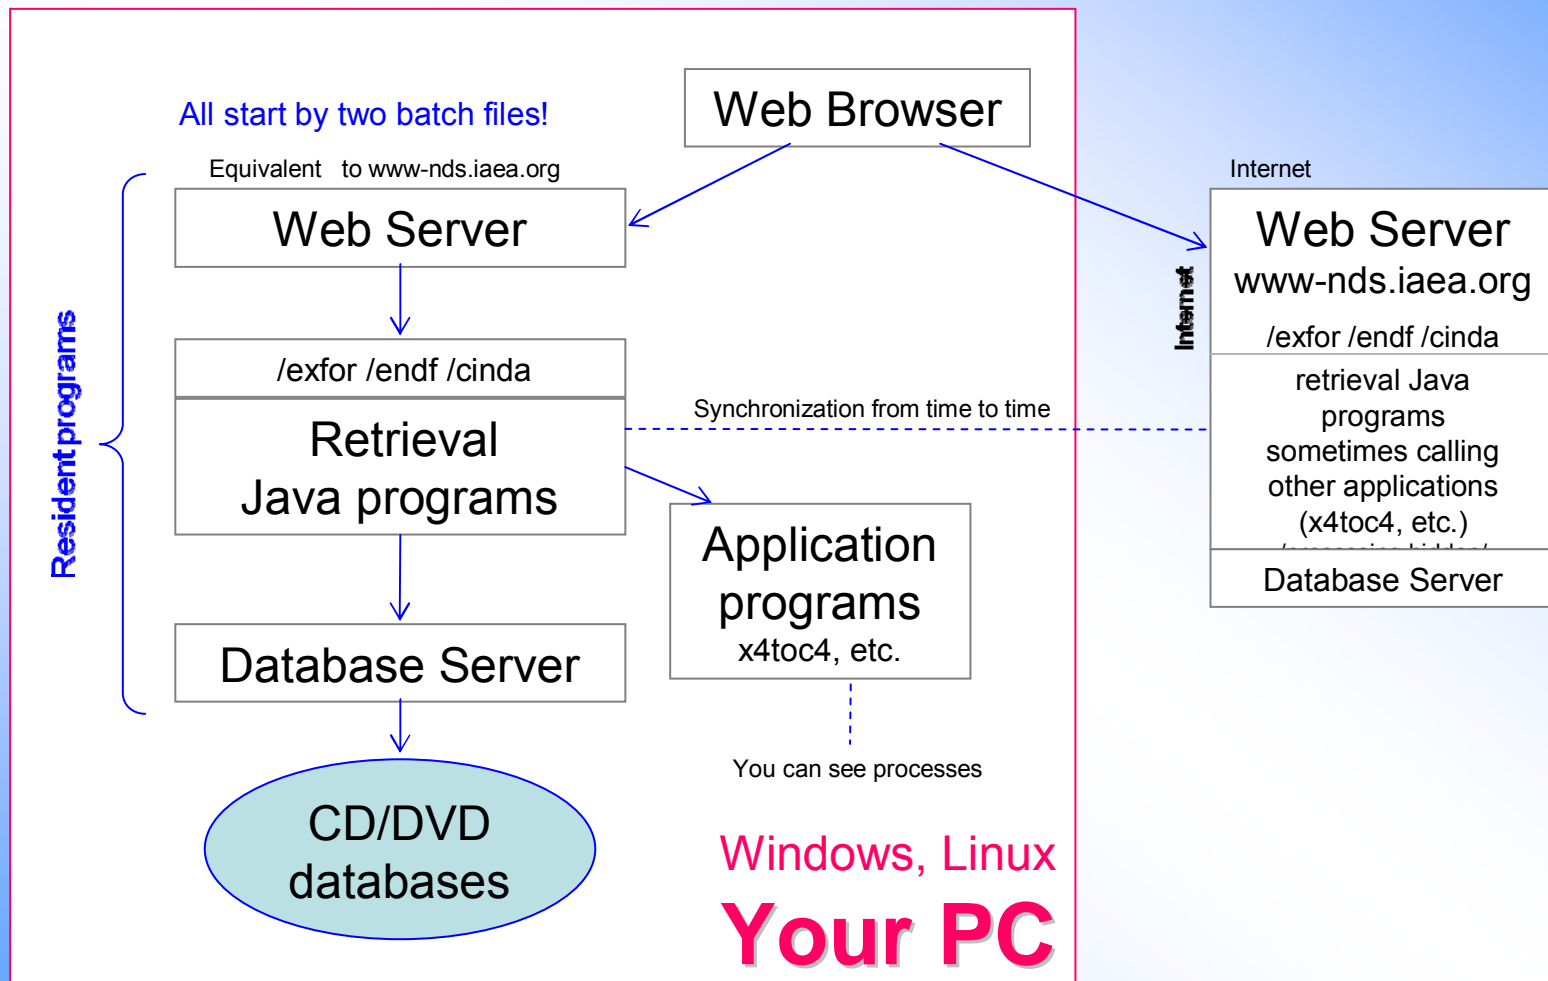 All start by two batch files!
Web Browser
Equivalent to www-nds.iaea.org
Web Server
/exfor /endf /cinda
Retrieval
Java programs
Database Server
CD/DVD
databases
Resident programs
Synchronization from time to time
Application
programs
x4toc4, etc.
You can see processes
Windows, Linux
Your PC
Internet
Internet
Web Server
www-nds.iaea.org
/exfor /endf /cinda
retrieval Java
programs
sometimes calling
other applications
(x4toc4, etc.)
Database Server